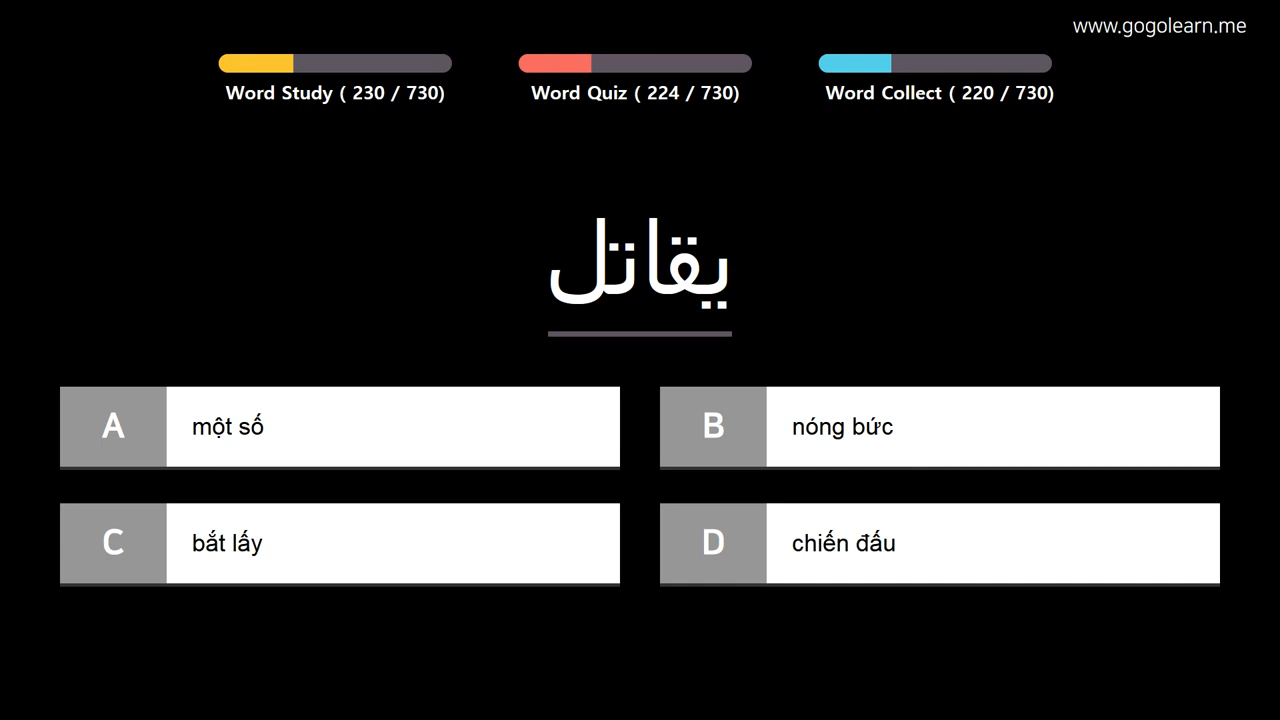 www.gogolearn.me
Word Study ( 230 / 730)
Word Quiz ( 224 / 730)
Word Collect ( 220 / 730)
يقاتل
A
một số
B
nóng bức
C
bắt lấy
D
chiến đấu